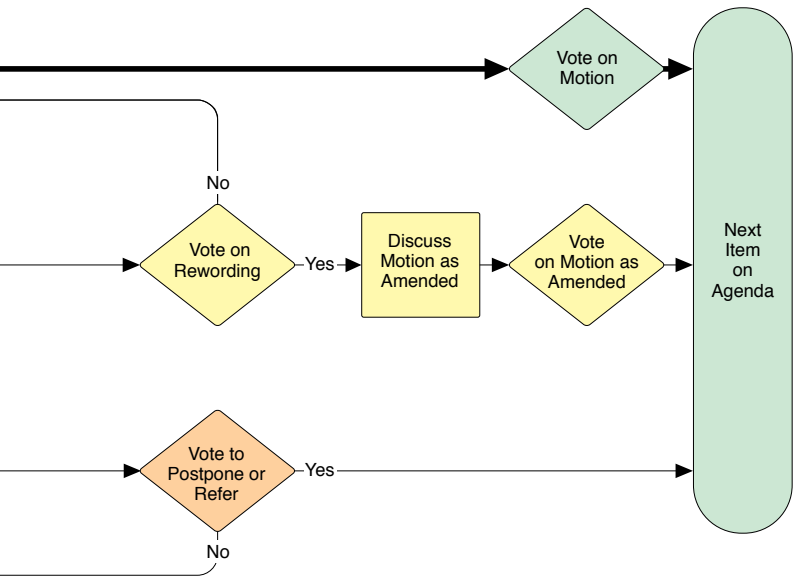 Vote on
Motion
No
Vote on
Rewording
Yes
Discuss
Motion as
Amended
Vote
on Motion as
Amended
Next
Item
on
Agenda
Vote to
Postpone or
Refer
Yes
No